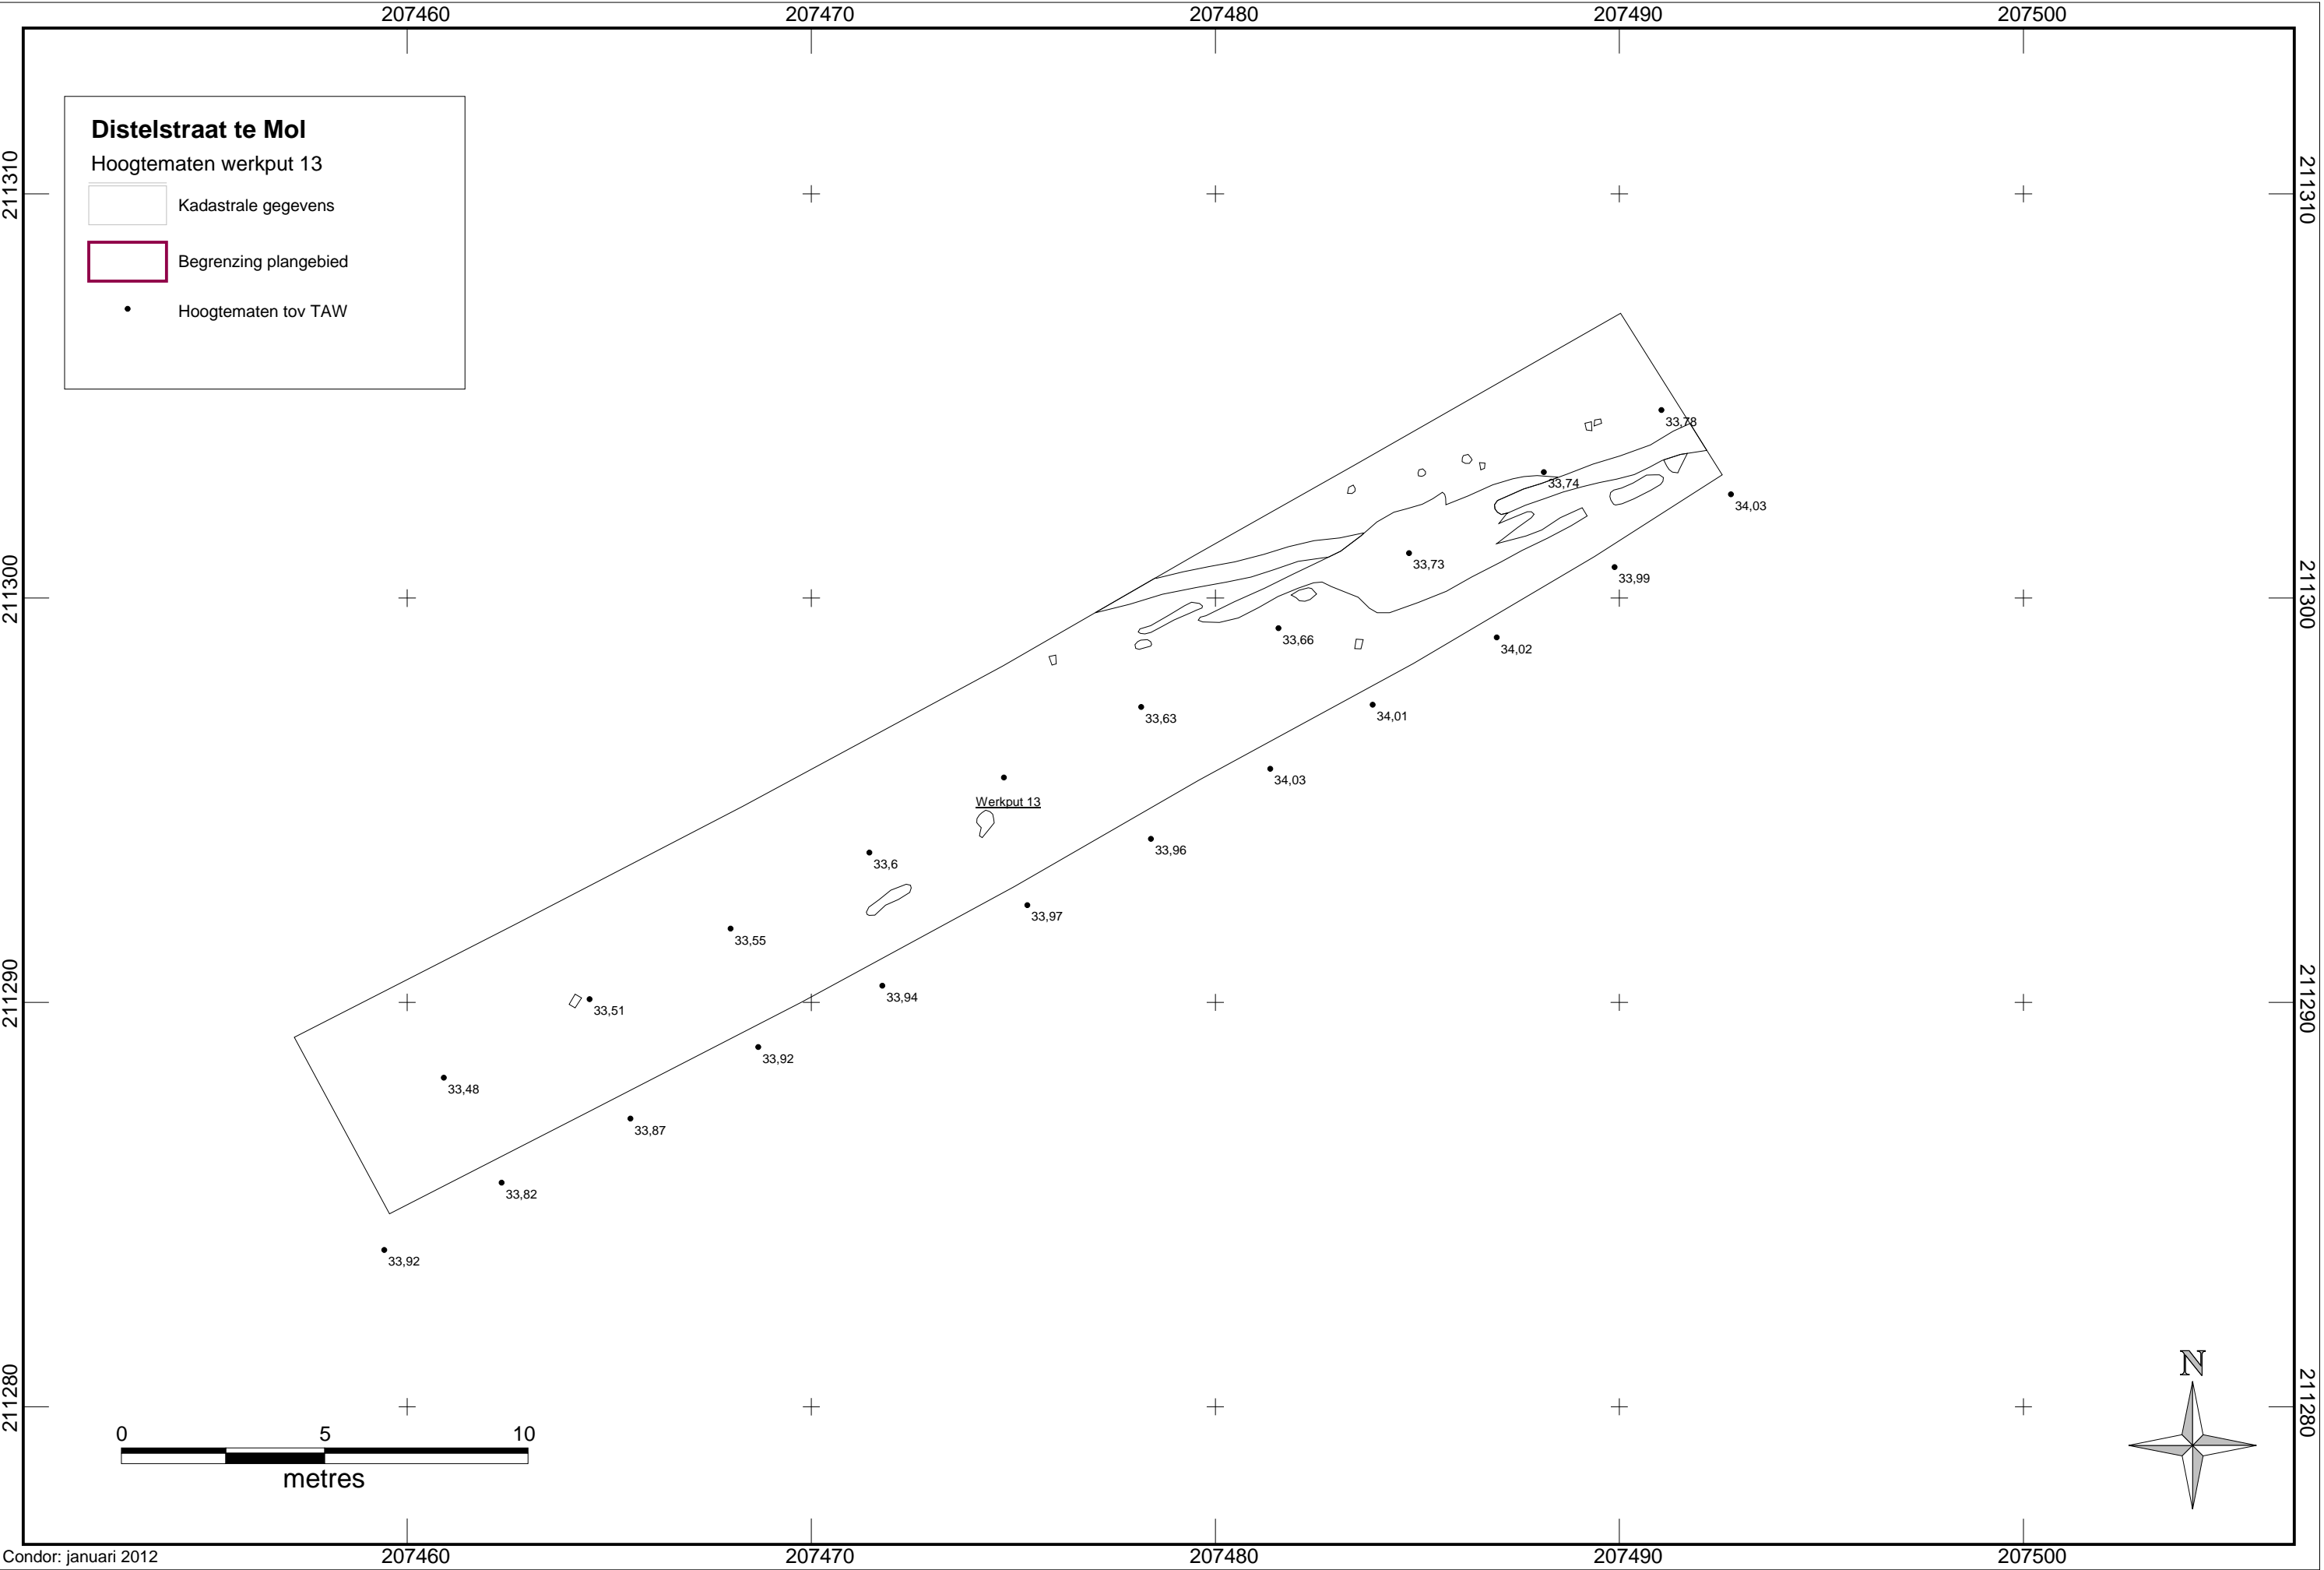 207460 207470 207480 207490 207500
Distelstraat te Mol
Hoogtematen werkput 13
Kadastrale gegevens
Begrenzing plangebied
Hoogtematen tov TAW
211310
211310
33,78
33,74
34,03
33,73
33,99
211300
211300
33,66
34,02
33,63
34,01
34,03
Werkput 13
33,96
33,6
33,97
33,55
33,94
211290
211290
33,51
33,92
33,48
33,87
33,82
33,92
N
211280
211280
0 5 10
metres
Condor: januari 2012
207460 207470 207480 207490 207500